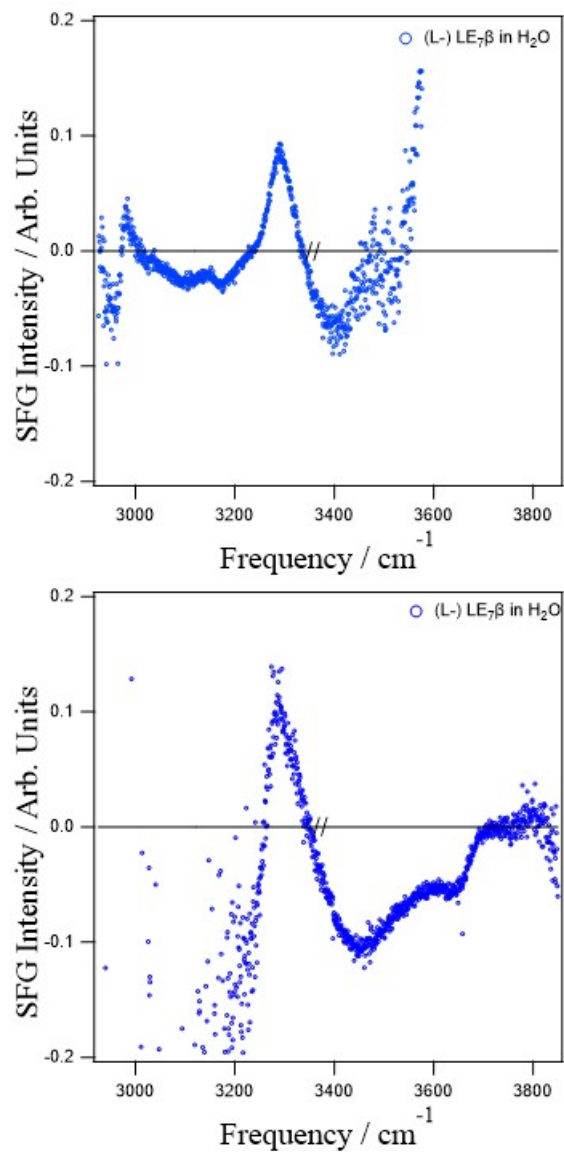 0.2
(L-) LE₇β in H₂O
0.1
0.0
-0.1
-0.2
SFG Intensity / Arb. Units
3000 3200 3400 3600 3800
Frequency / cm⁻¹
0.2
(L-) LE₇β in H₂O
0.1
0.0
-0.1
-0.2
SFG Intensity / Arb. Units
3000 3200 3400 3600 3800
Frequency / cm⁻¹